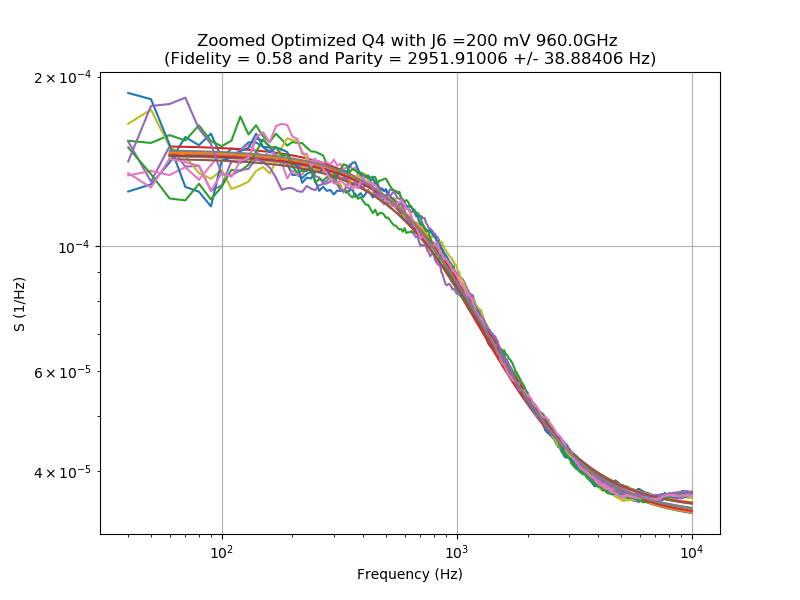 Zoomed Optimized Q4 with J6 =200 mV 960.0GHz
(Fidelity = 0.58 and Parity = 2951.91006 +/- 38.88406 Hz)
2 × 10⁻⁴
10⁻⁴
6 × 10⁻⁵
4 × 10⁻⁵
S (1/Hz)
10² 10³ 10⁴
Frequency (Hz)